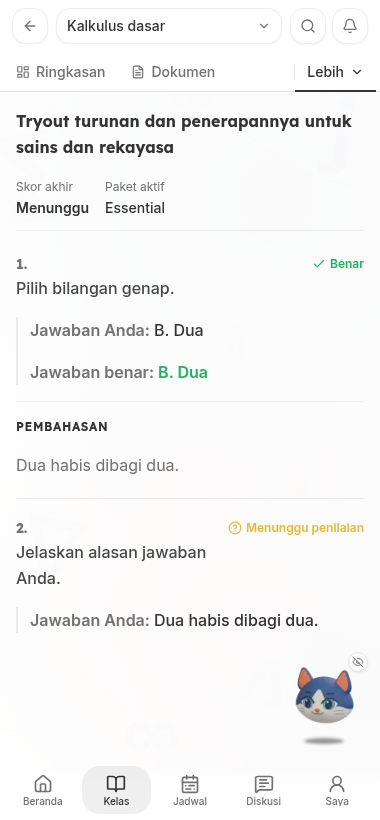 Kalkulus dasar
Ringkasan
Dokumen
Lebih
Tryout turunan dan penerapannya untuk
sains dan rekayasa
Skor akhir
Paket aktif
Menunggu
Essential
1.
Benar
Pilih bilangan genap.
Jawaban Anda: B. Dua
Jawaban benar: B. Dua
PEMBAHASAN
Dua habis dibagi dua.
2.
Menunggu penilaian
Jelaskan alasan jawaban
Anda.
Jawaban Anda: Dua habis dibagi dua.
Beranda
Kelas
Jadwal
Diskusi
Saya